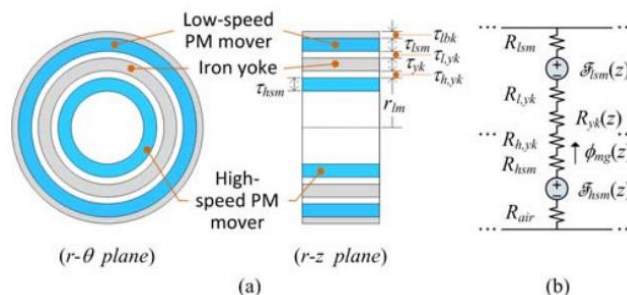 Low-speed
PM mover
Iron yoke
τhsm
High-
speed PM
mover
(r-θ plane)
τlbk
τlsm
τl,yk
τyk
τh,yk
rlm
(r-z plane)
(a)
Rlsm
ℱlsm(z)
Rl,yk
Ryk(z)
Rh,yk
ϕmg(z)
Rhsm
ℱhsm(z)
Rair
(b)